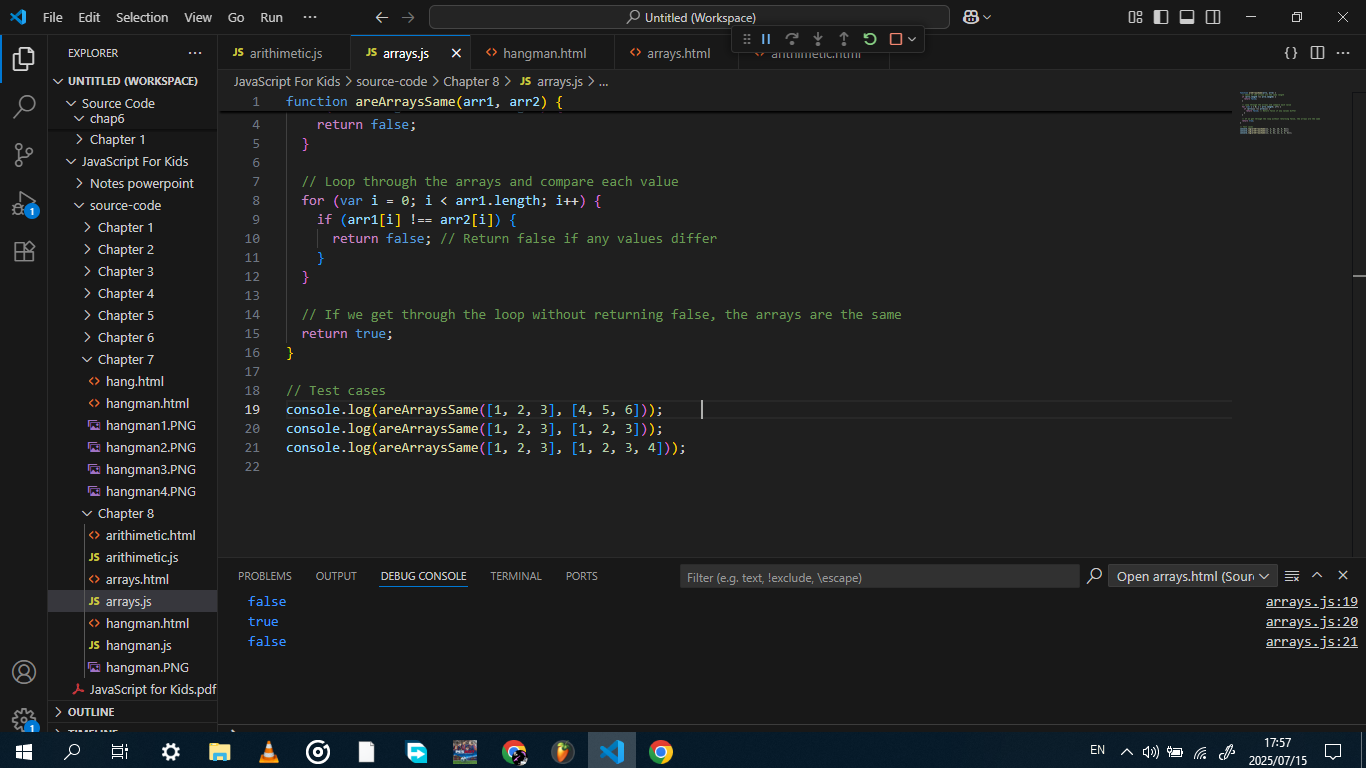 File Edit Selection View Go Run ··· Untitled (Workspace)
EXPLORER ···
UNTITLED (WORKSPACE)
Source Code
chap6
Chapter 1
JavaScript For Kids
Notes powerpoint
source-code
Chapter 1
Chapter 2
Chapter 3
Chapter 4
Chapter 5
Chapter 6
Chapter 7
hang.html
hangman.html
hangman1.PNG
hangman2.PNG
hangman3.PNG
hangman4.PNG
Chapter 8
arithimetic.html
JS arithimetic.js
arrays.html
JS arrays.js
hangman.html
JS hangman.js
hangman.PNG
JavaScript for Kids.pdf
OUTLINE
1
1
JS arithimetic.js JS arrays.js hangman.html arrays.html
JavaScript For Kids > source-code > Chapter 8 > JS arrays.js > ...
1 function areArraysSame(arr1, arr2) {
4 return false;
5 }
6
7 // Loop through the arrays and compare each value
8 for (var i = 0; i < arr1.length; i++) {
9 if (arr1[i] !== arr2[i]) {
10 return false; // Return false if any values differ
11 }
12 }
13
14 // If we get through the loop without returning false, the arrays are the same
15 return true;
16 }
17
18 // Test cases
19 console.log(areArraysSame([1, 2, 3], [4, 5, 6]));
20 console.log(areArraysSame([1, 2, 3], [1, 2, 3]));
21 console.log(areArraysSame([1, 2, 3], [1, 2, 3, 4]));
22
PROBLEMS OUTPUT DEBUG CONSOLE TERMINAL PORTS Filter (e.g. text, !exclude, \escape) Open arrays.html (Sour
false arrays.js:19
true arrays.js:20
false arrays.js:21
EN 17:57
2025/07/15